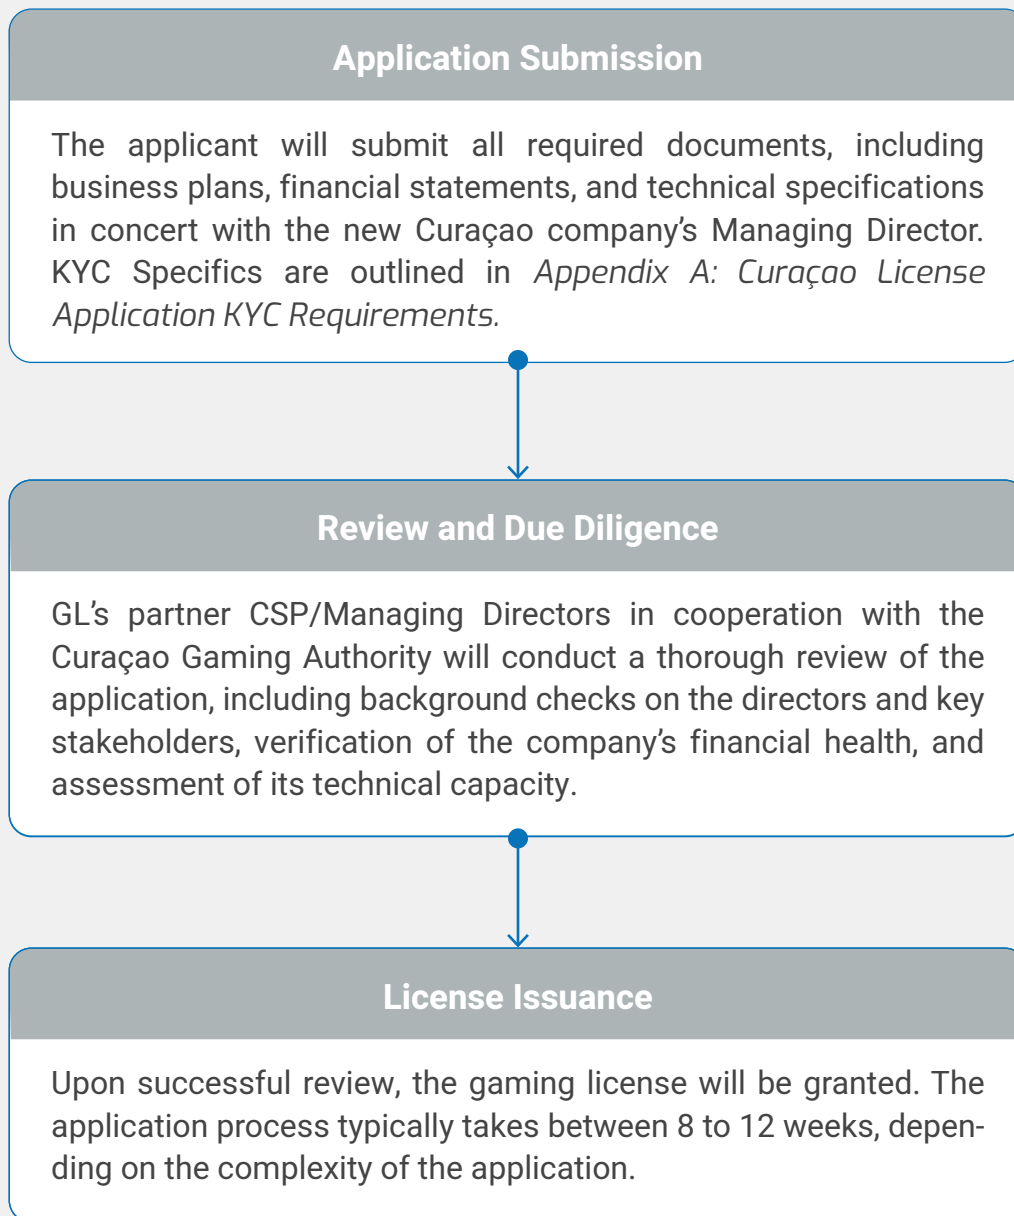 Application Submission
The applicant will submit all required documents, including
business plans, financial statements, and technical specifications
in concert with the new Curaçao company’s Managing Director.
KYC Specifics are outlined in Appendix A: Curaçao License
Application KYC Requirements.
Review and Due Diligence
GL’s partner CSP/Managing Directors in cooperation with the
Curaçao Gaming Authority will conduct a thorough review of the
application, including background checks on the directors and key
stakeholders, verification of the company’s financial health, and
assessment of its technical capacity.
License Issuance
Upon successful review, the gaming license will be granted. The
application process typically takes between 8 to 12 weeks, depen-
ding on the complexity of the application.